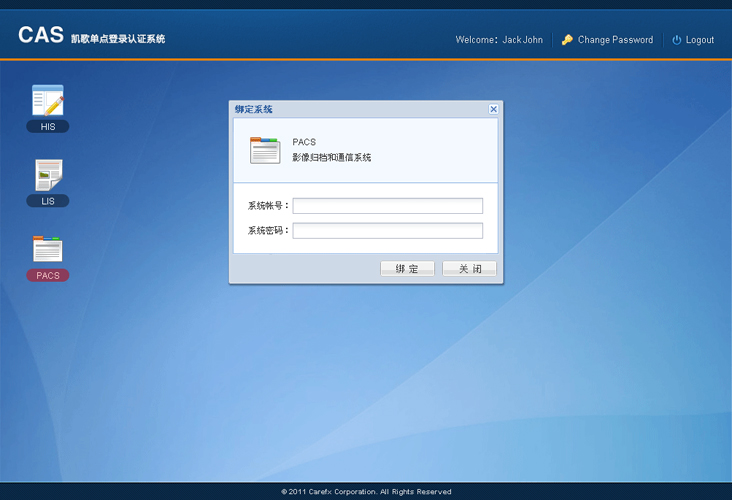 CAS 凯歌单点登录认证系统
Welcome: JackJohn Change Password Logout
HIS
LIS
PACS
绑定系统
PACS
影像归档和通信系统
系统帐号：
系统密码：
绑 定 关 闭
© 2011 Carefx Corporation. All Rights Reserved